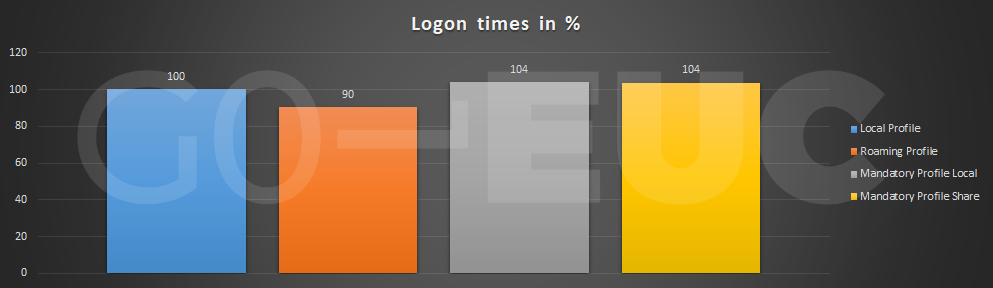 Logon times in %
120
100
80
60
40
20
0
100
90
104
104
GO-EUC
Local Profile
Roaming Profile
Mandatory Profile Local
Mandatory Profile Share